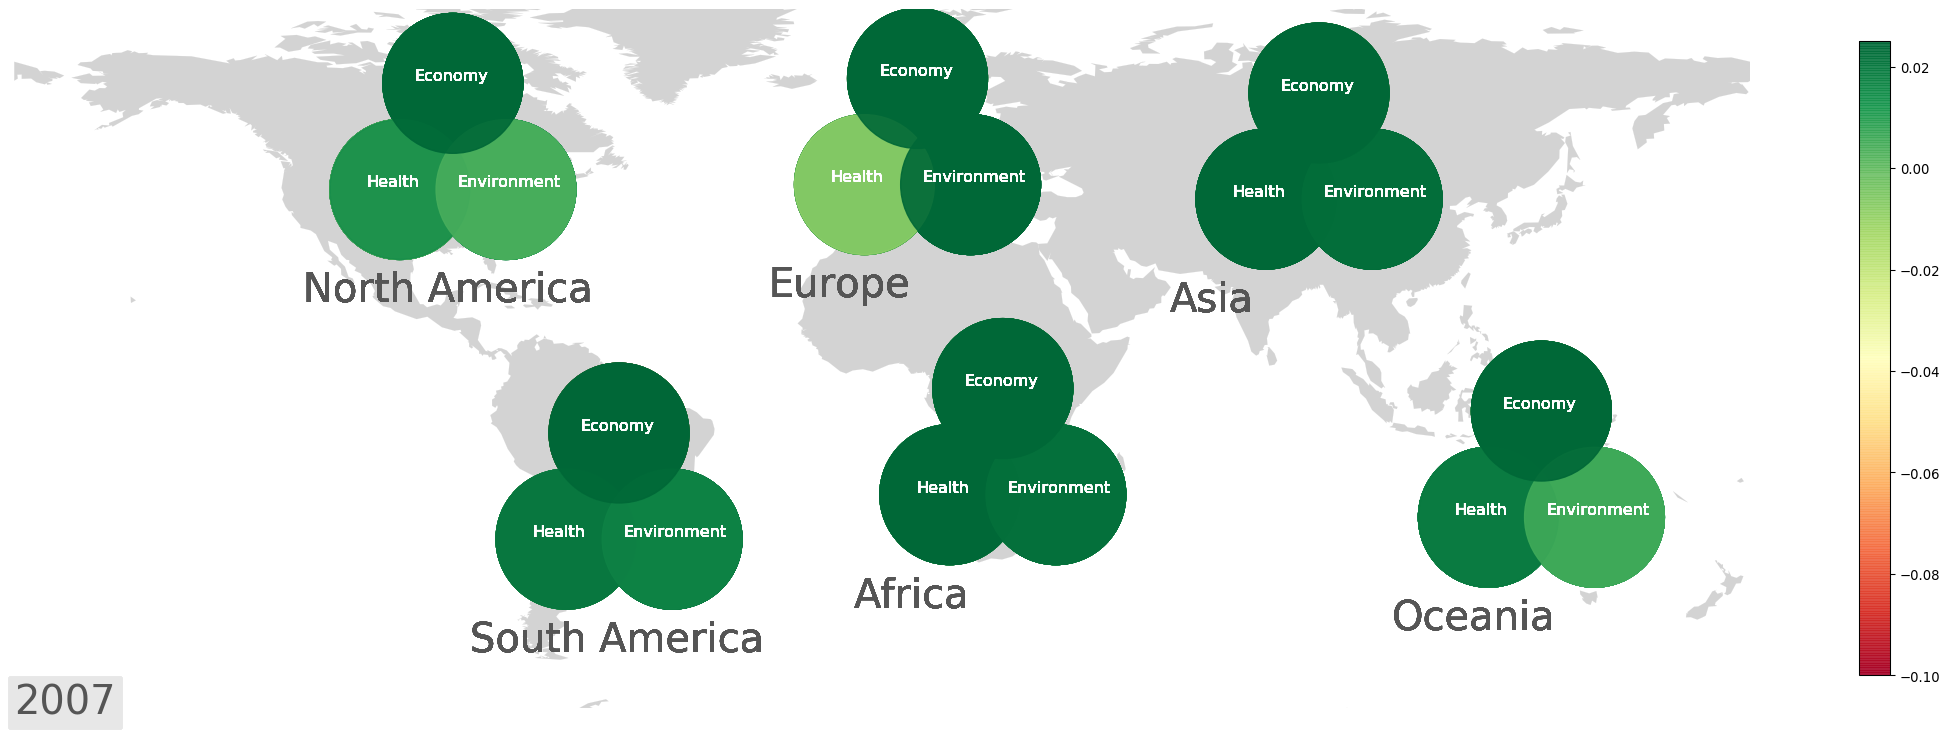 Economy
Health
Environment
North America
Economy
Health
Environment
Europe
Economy
Health
Environment
Asia
Economy
Health
Environment
South America
Economy
Health
Environment
Africa
Economy
Health
Environment
Oceania
2007
0.02
0.00
−0.02
−0.04
−0.06
−0.08
−0.10